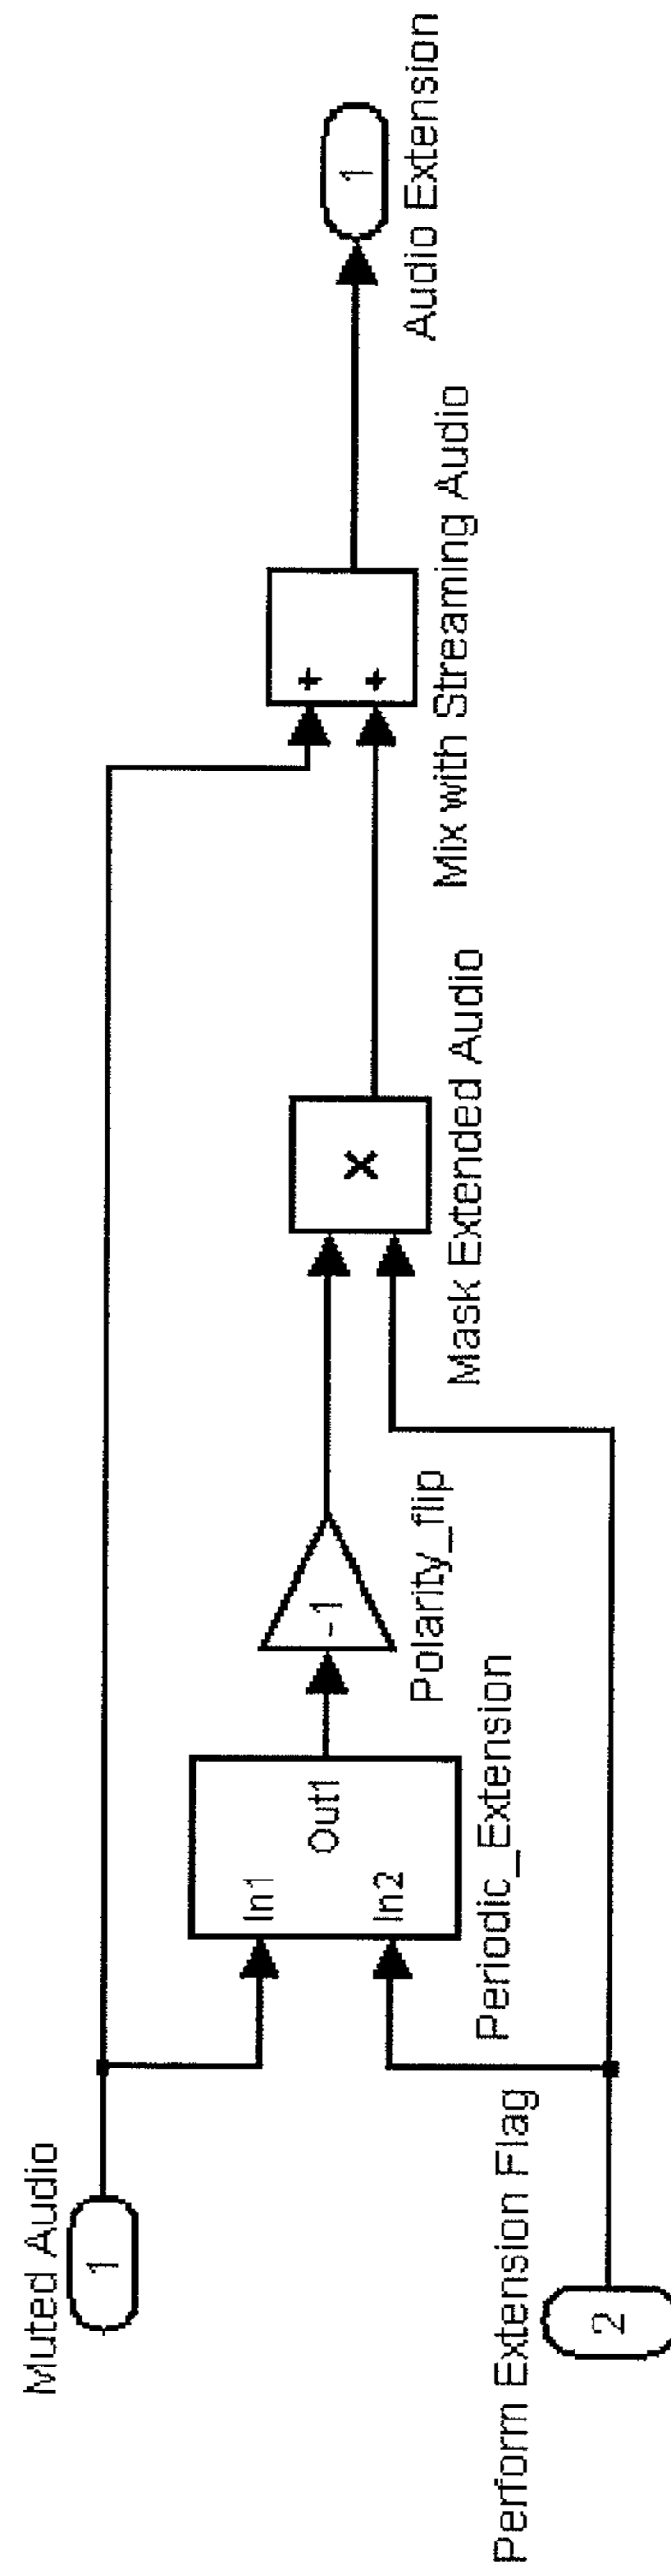 Muted Audio
1
Perform Extension Flag
2
In1
In2
Out1
Periodic_Extension
-1
Polarity_flip
×
Mask Extended Audio
+
+
Mix with Streaming Audio
1
Audio Extension